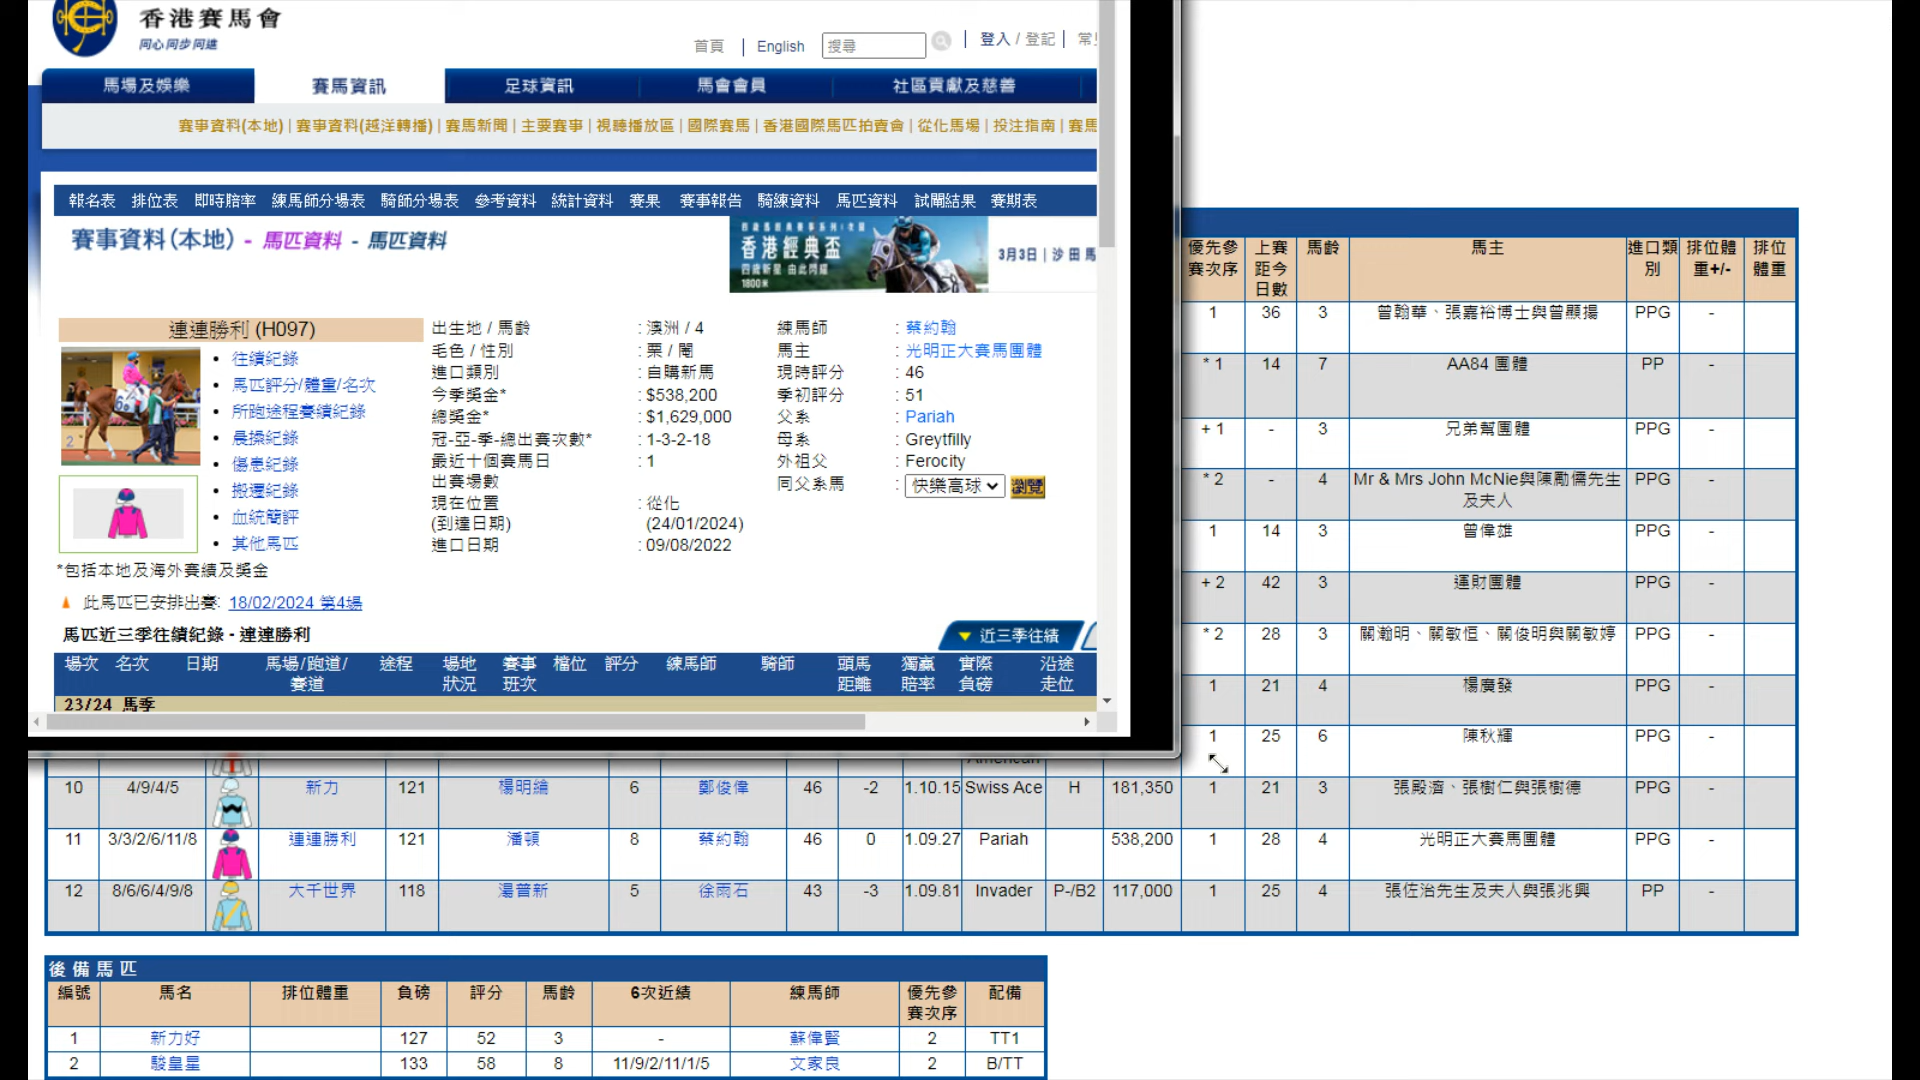 香港賽馬會
同心同步同進
首頁 | English 搜尋 | 登入 / 登記 |
馬場及娛樂 賽馬資訊 足球資訊 馬會會員 社區貢獻及慈善
賽事資料(本地) | 賽事資料(越洋轉播) | 賽馬新聞 | 主要賽事 | 視聽播放區 | 國際賽馬 | 香港國際馬匹拍賣會 | 從化馬場 | 投注指南 | 賽馬
報名表 排位表 即時賠率 練馬師分場表 騎師分場表 參考資料 統計資料 賽果 賽事報告 騎練資料 馬匹資料 試閘結果 賽期表
賽事資料(本地) - 馬匹資料 - 馬匹資料
香港經典盃
四歲新星 由此閃耀
1800米
3月3日 | 沙田馬
連連勝利 (H097)
往績紀錄
馬匹評分/體重/名次
所跑途程賽績紀錄
晨操紀錄
傷患紀錄
搬遷紀錄
血統簡評
其他馬匹
出生地 / 馬齡 : 澳洲 / 4
毛色 / 性別 : 栗 / 閹
進口類別 : 自購新馬
今季獎金* : $538,200
總獎金* : $1,629,000
冠-亞-季-總出賽次數* : 1-3-2-18
最近十個賽馬日
出賽場數 : 1
現在位置
(到達日期) : 從化
(24/01/2024)
進口日期 : 09/08/2022
練馬師 : 蔡約翰
馬主 : 光明正大賽馬團體
現時評分 : 46
季初評分 : 51
父系 : Pariah
母系 : Greytfilly
外祖父 : Ferocity
同父系馬 : 快樂高球 瀏覽
*包括本地及海外賽績及獎金
此馬匹已安排出賽: 18/02/2024 第4場
馬匹近三季往績紀錄 - 連連勝利
近三季往績
場次 名次 日期 馬場/跑道/賽道 途程 場地狀況 賽事班次 檔位 評分 練馬師 騎師 頭馬距離 獨贏賠率 實際負磅 沿途走位
23/24 馬季
優先參賽次序 上賽距今日數 馬齡 馬主 進口類別 排位體重+/- 排位體重
1 36 3 曾翰華、張嘉裕博士與曾顯揚 PPG -
* 1 14 7 AA84 團體 PP -
+ 1 - 3 兄弟幫團體 PPG -
* 2 - 4 Mr & Mrs John McNie與陳勵儒先生及夫人 PPG -
1 14 3 曾偉雄 PPG -
+ 2 42 3 運財團體 PPG -
* 2 28 3 關瀚明、關敏恒、關俊明與關敏婷 PPG -
1 21 4 楊廣發 PPG -
American 1 25 6 陳秋輝 PPG -
10 4/9/4/5 新力 121 楊明綸 6 鄭俊偉 46 -2 1.10.15 Swiss Ace H 181,350 1 21 3 張殿濱、張樹仁與張樹德 PPG -
11 3/3/2/6/11/8 連連勝利 121 潘頓 8 蔡約翰 46 0 1.09.27 Pariah 538,200 1 28 4 光明正大賽馬團體 PPG -
12 8/6/6/4/9/8 大千世界 118 湯普新 5 徐雨石 43 -3 1.09.81 Invader P-/B2 117,000 1 25 4 張佐治先生及夫人與張兆興 PP -
後備馬匹
編號 馬名 排位體重 負磅 評分 馬齡 6次近績 練馬師 優先參賽次序 配備
1 新力好 127 52 3 - 蘇偉賢 2 TT1
2 駿皇星 133 58 8 11/9/2/11/1/5 文家良 2 B/TT